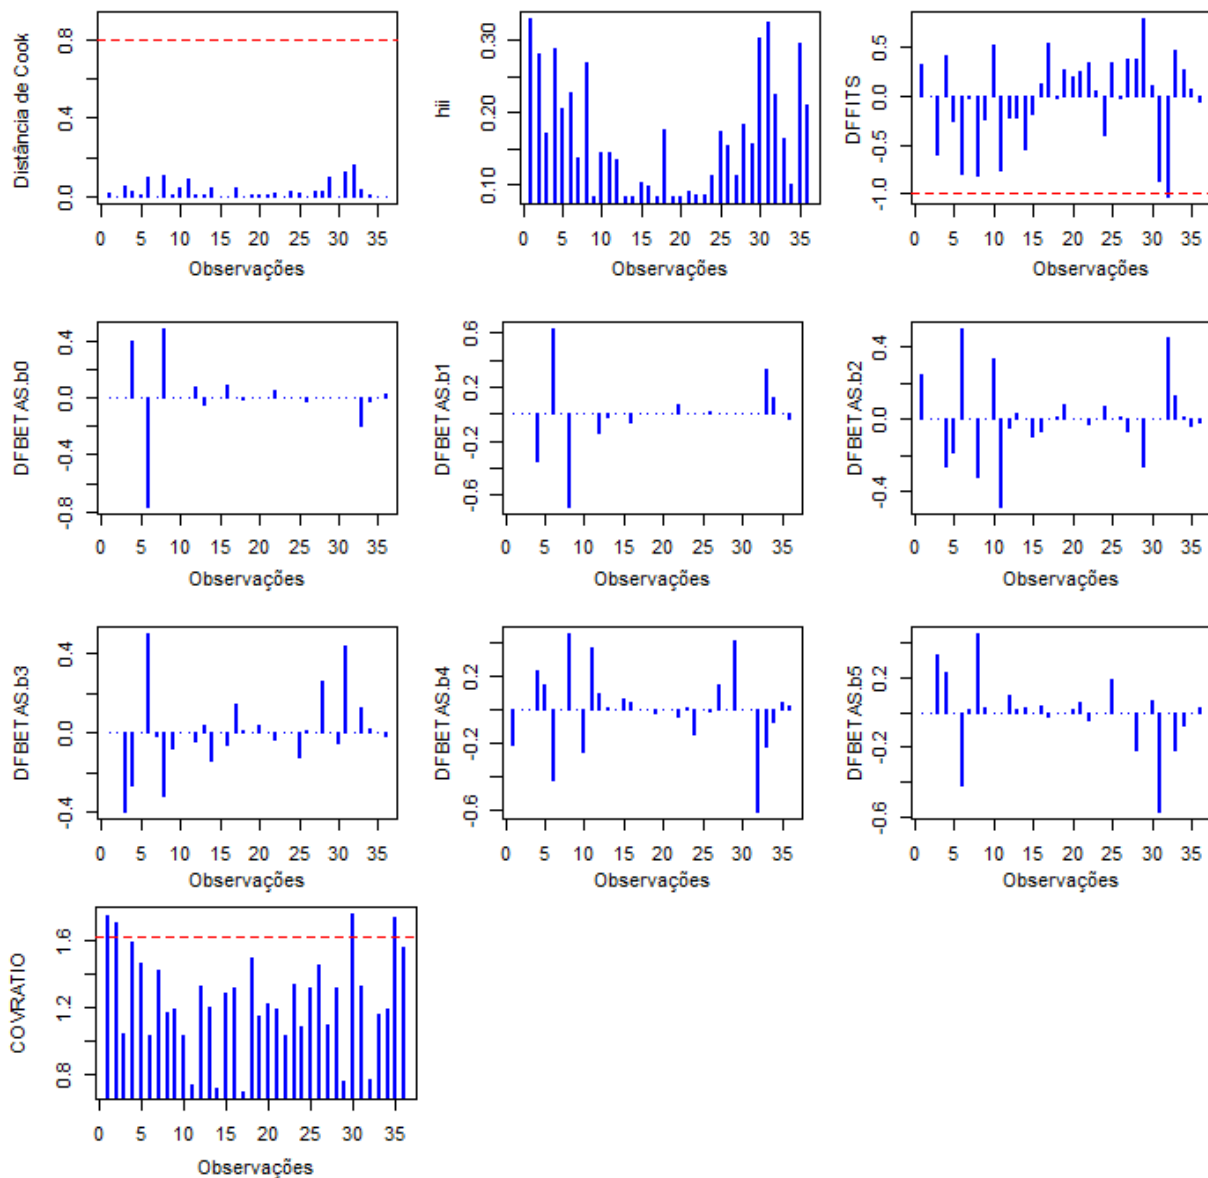 Distância de Cook
0.0 0.4 0.8
0 5 10 15 20 25 30 35
Observações
hii
0.10 0.20 0.30
0 5 10 15 20 25 30 35
Observações
DFFITS
-1.0 -0.5 0.0 0.5
0 5 10 15 20 25 30 35
Observações
DFBETAS.b0
-0.8 -0.4 0.0 0.4
0 5 10 15 20 25 30 35
Observações
DFBETAS.b1
-0.6 -0.2 0.2 0.6
0 5 10 15 20 25 30 35
Observações
DFBETAS.b2
-0.4 0.0 0.4
0 5 10 15 20 25 30 35
Observações
DFBETAS.b3
-0.4 0.0 0.4
0 5 10 15 20 25 30 35
Observações
DFBETAS.b4
-0.6 -0.2 0.2
0 5 10 15 20 25 30 35
Observações
DFBETAS.b5
-0.6 -0.2 0.2
0 5 10 15 20 25 30 35
Observações
COVRATIO
0.8 1.2 1.6
0 5 10 15 20 25 30 35
Observações